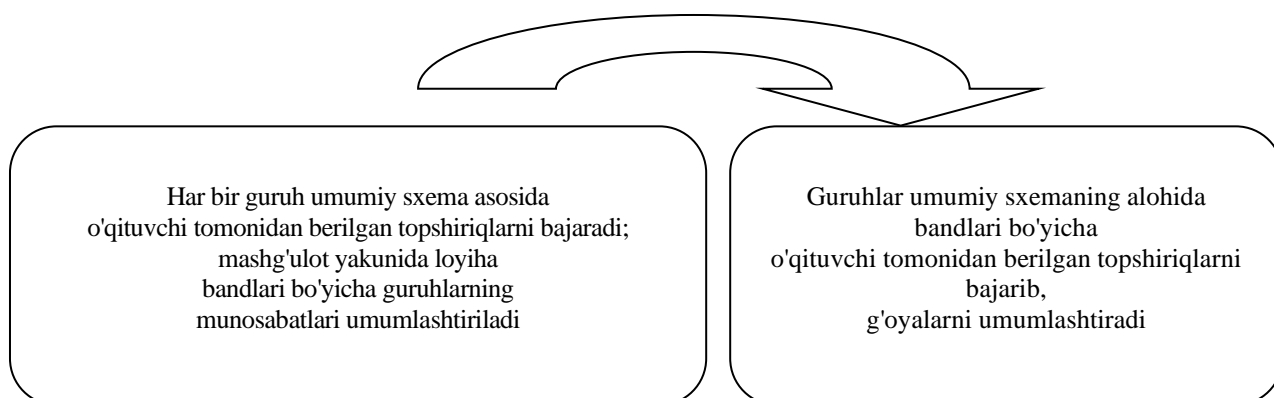 Har bir guruh umumiy sxema asosida
o'qituvchi tomonidan berilgan topshiriqlarni bajaradi;
mashg'ulot yakunida loyiha
bandlari bo'yicha guruhlarning
munosabatlari umumlashtiriladi
Guruhlar umumiy sxemaning alohida
bandlari bo'yicha
o'qituvchi tomonidan berilgan topshiriqlarni
bajarib,
g'oyalarni umumlashtiradi